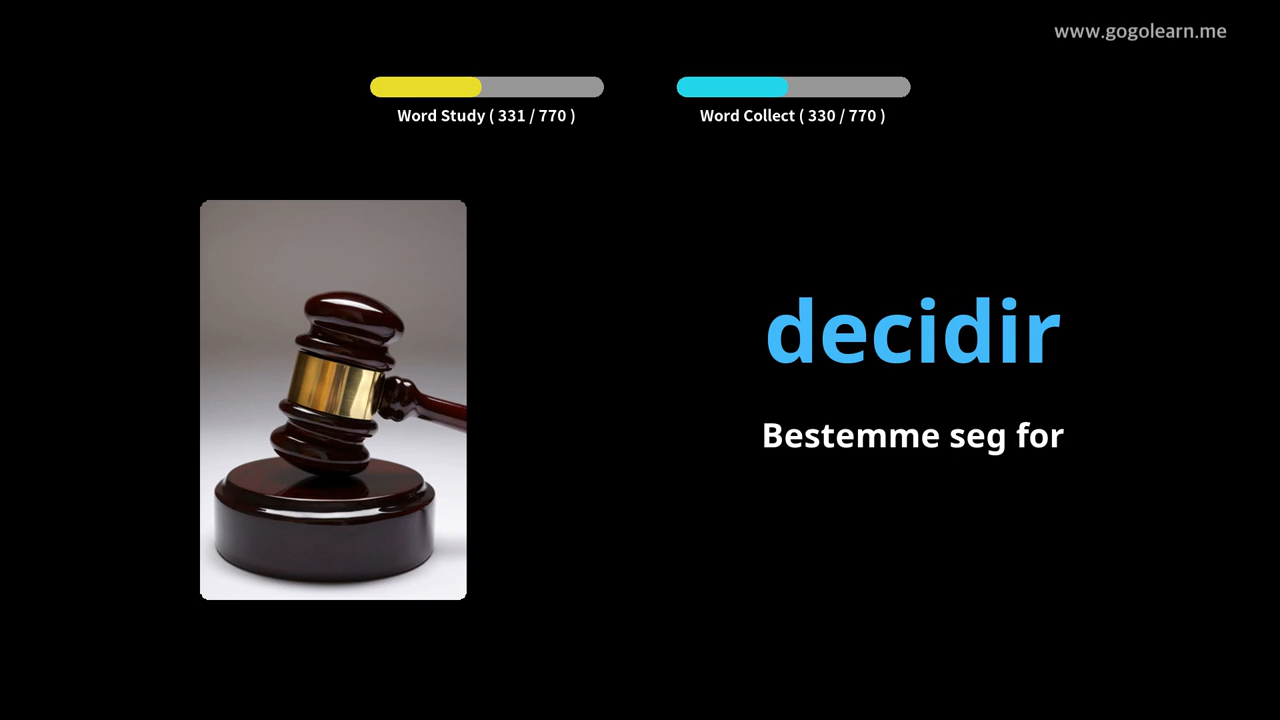 www.gogolearn.me
Word Study ( 331 / 770 )
Word Collect ( 330 / 770 )
decidir
Bestemme seg for